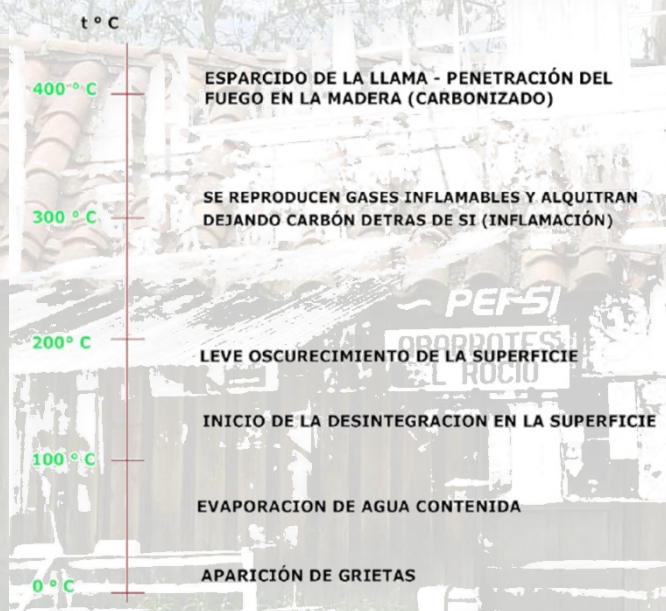 t ° C
400 ° C
ESPARCIDO DE LA LLAMA - PENETRACIÓN DEL
FUEGO EN LA MADERA (CARBONIZADO)
300 ° C
SE REPRODUCEN GASES INFLAMABLES Y ALQUITRAN
DEJANDO CARBÓN DETRAS DE SI (INFLAMACIÓN)
PEPSI
200° C
ABARROTES
EL ROCIO
LEVE OSCURECIMIENTO DE LA SUPERFICIE
INICIO DE LA DESINTEGRACION EN LA SUPERFICIE
100 ° C
EVAPORACION DE AGUA CONTENIDA
APARICIÓN DE GRIETAS
0 ° C